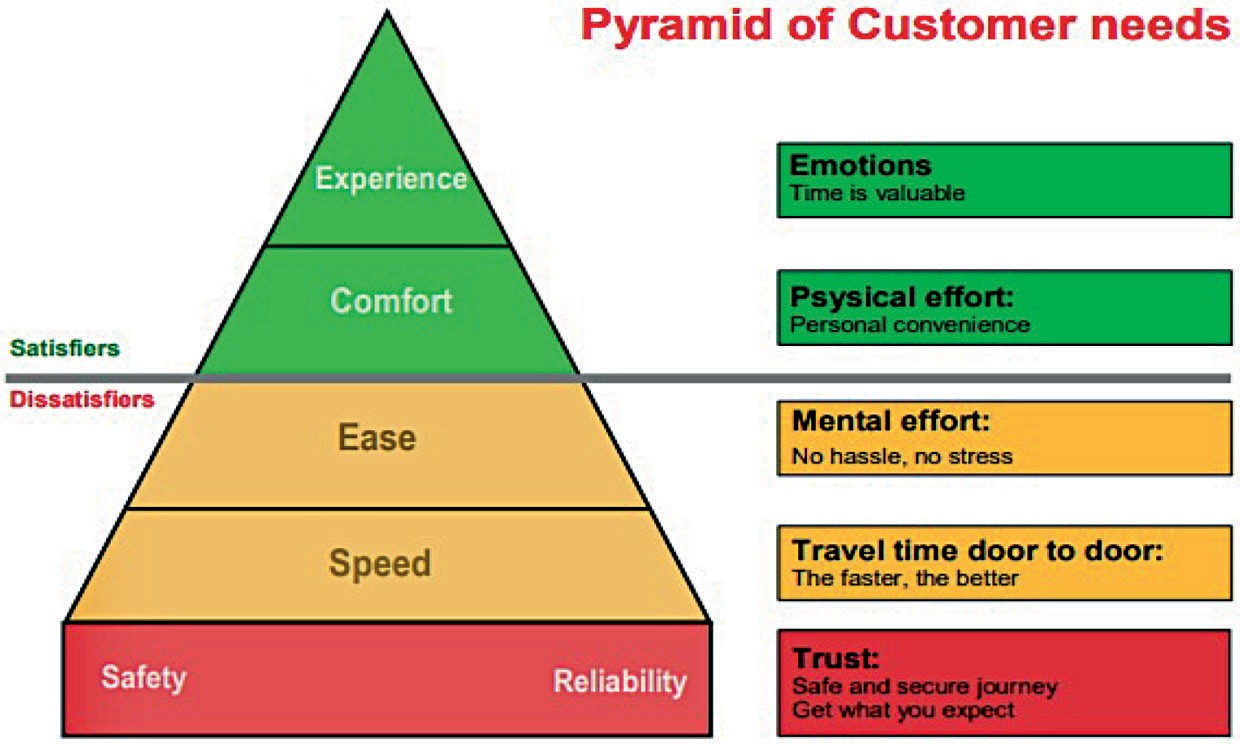 Pyramid of Customer needs
Experience
Emotions
Time is valuable
Comfort
Psysical effort:
Personal convenience
Satisfiers
Dissatisfiers
Ease
Mental effort:
No hassle, no stress
Speed
Travel time door to door:
The faster, the better
Safety
Reliability
Trust:
Safe and secure journey
Get what you expect